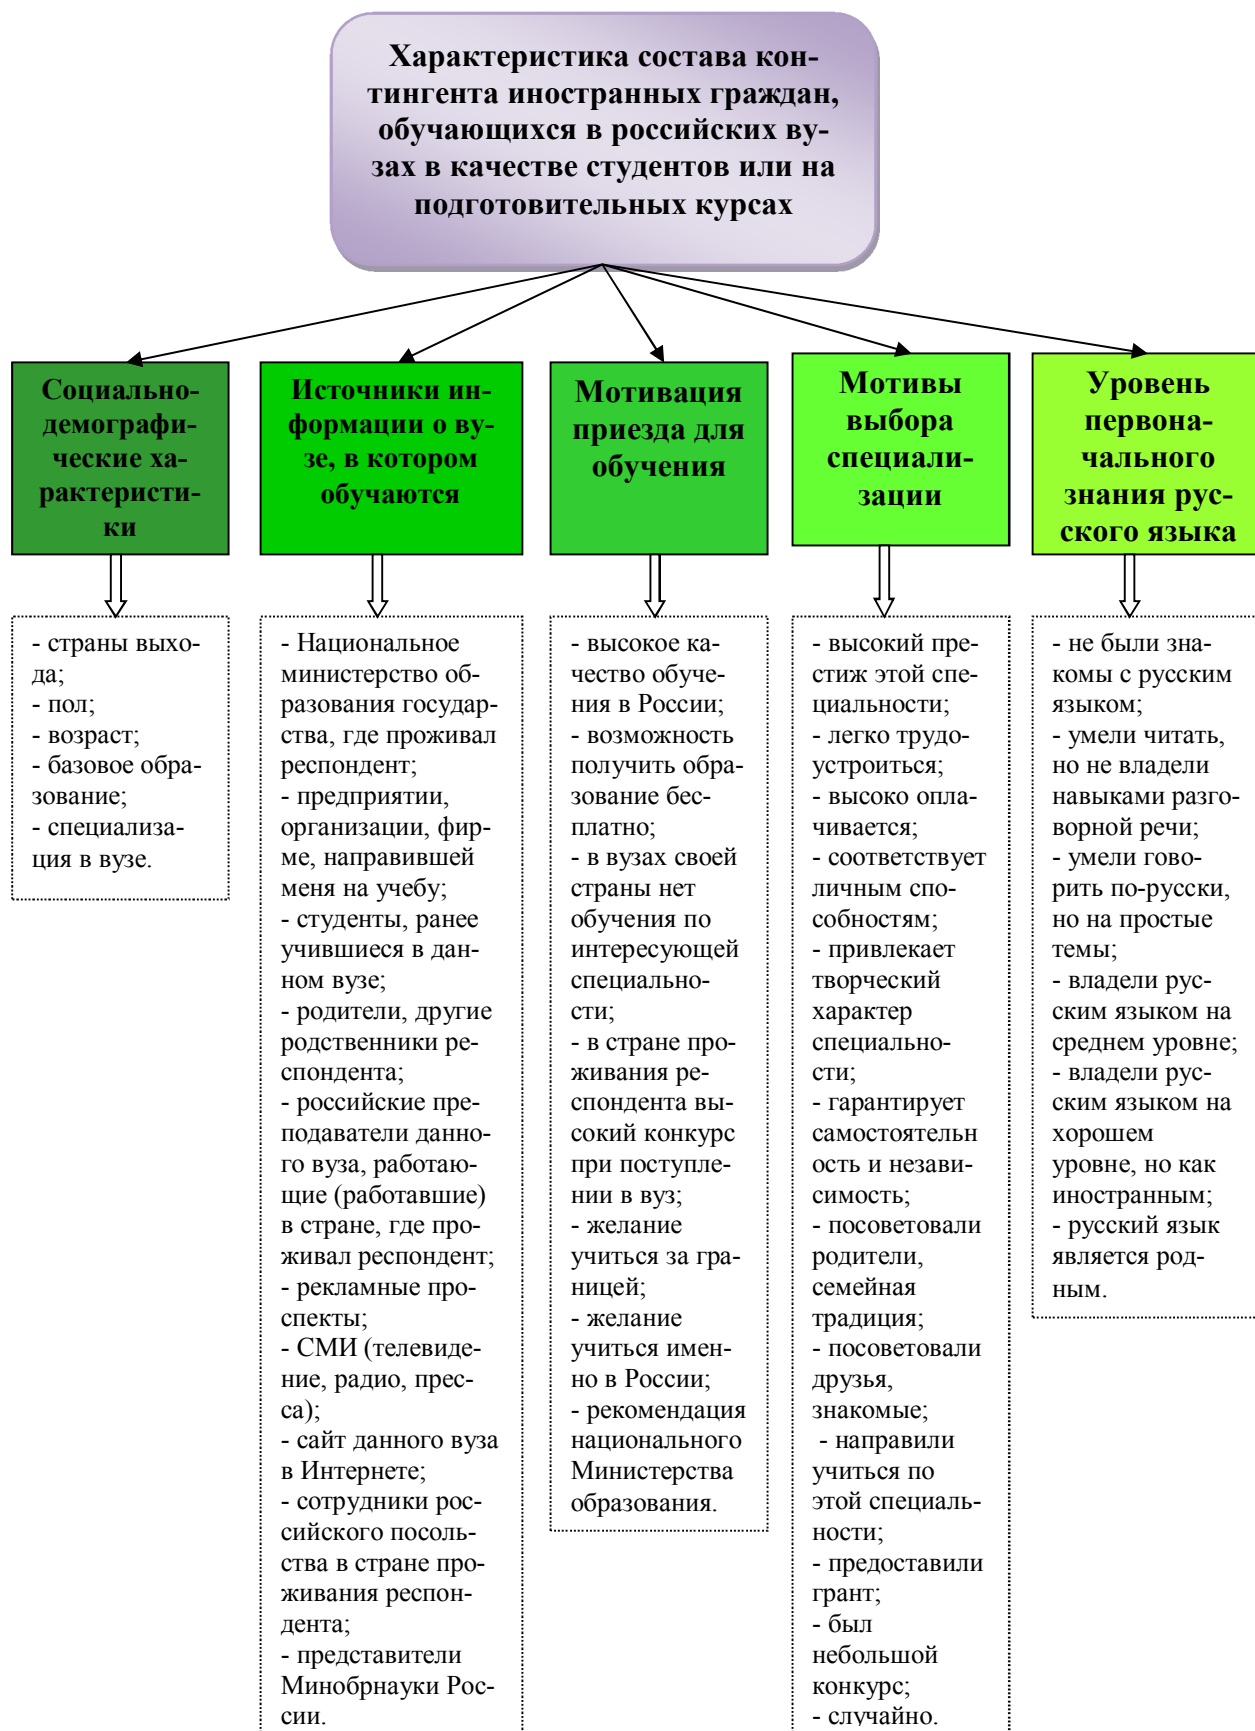 Характеристика состава кон-
тингента иностранных граждан,
обучающихся в российских ву-
зах в качестве студентов или на
подготовительных курсах
Социально-
демографи-
ческие ха-
рактеристи-
ки
Источники ин-
формации о ву-
зе, в котором
обучаются
Мотивация
приезда для
обучения
Мотивы
выбора
специали-
зации
Уровень
первона-
чального
знания рус-
ского языка
- страны выхо-
да;
- пол;
- возраст;
- базовое обра-
зование;
- специализа-
ция в вузе.
- Национальное
министерство об-
разования государ-
ства, где проживал
респондент;
- предприятии,
организации, фир-
ме, направившей
меня на учебу;
- студенты, ранее
учившиеся в дан-
ном вузе;
- родители, другие
родственники ре-
спондента;
- российские пре-
подаватели данно-
го вуза, работаю-
щие (работавшие)
в стране, где про-
живал респондент;
- рекламные про-
спекты;
- СМИ (телевиде-
ние, радио, прес-
са);
- сайт данного вуза
в Интернете;
- сотрудники рос-
сийского посоль-
ства в стране про-
живания респон-
дента;
- представители
Минобрнауки Рос-
сии.
- высокое ка-
чество обуче-
ния в России;
- возможность
получить обра-
зование бес-
платно;
- в вузах своей
страны нет
обучения по
интересующей
специально-
сти;
- в стране про-
живания ре-
спондента вы-
сокий конкурс
при поступле-
нии в вуз;
- желание
учиться за гра-
ницей;
- желание
учиться имен-
но в России;
- рекомендация
национального
Министерства
образования.
- высокий пре-
стиж этой спе-
циальности;
- легко трудо-
устроиться;
- высоко опла-
чивается;
- соответствует
личным спо-
собностям;
- привлекает
творческий
характер
специально-
сти;
- гарантирует
самостоятельн
ость и незави-
симость;
- посоветовали
родители,
семейная
традиция;
- посоветовали
друзья,
знакомые;
- направили
учиться по
этой специаль-
ности;
- предоставили
грант;
- был
небольшой
конкурс;
- случайно.
- не были зна-
комы с русским
языком;
- умели читать,
но не владели
навыками разго-
ворной речи;
- умели гово-
рить по-русски,
но на простые
темы;
- владели рус-
ским языком на
среднем уровне;
- владели рус-
ским языком на
хорошем
уровне, но как
иностранным;
- русский язык
является род-
ным.